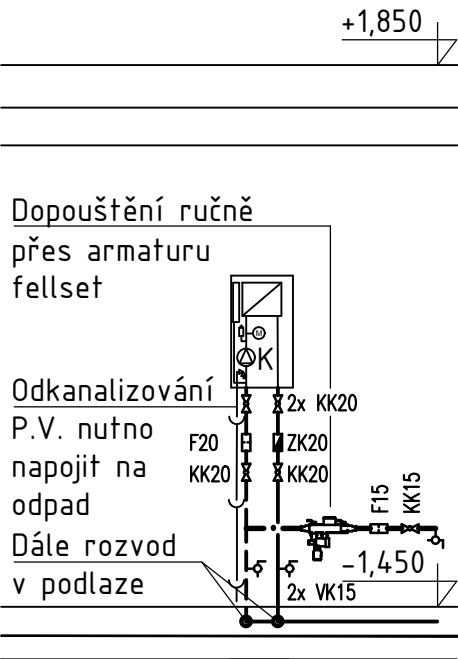 +1,850
Dopouštění ručně
přes armaturu
fellset
M
K
Odkanalizování
P.V. nutno
napojit na
odpad
2x KK20
F20
ZK20
KK20
KK20
F15
KK15
Dále rozvod
v podlaze
-1,450
2x VK15